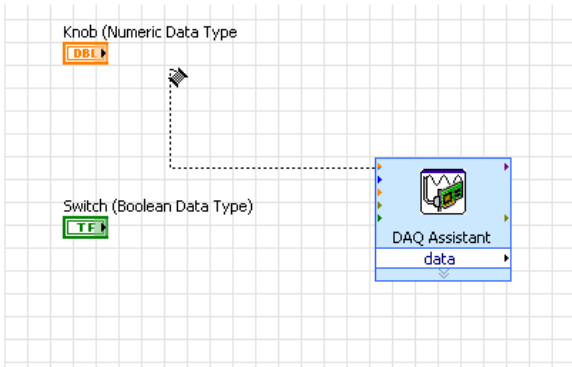 Knob (Numeric Data Type
DBL
Switch (Boolean Data Type)
TF
DAQ Assistant
data